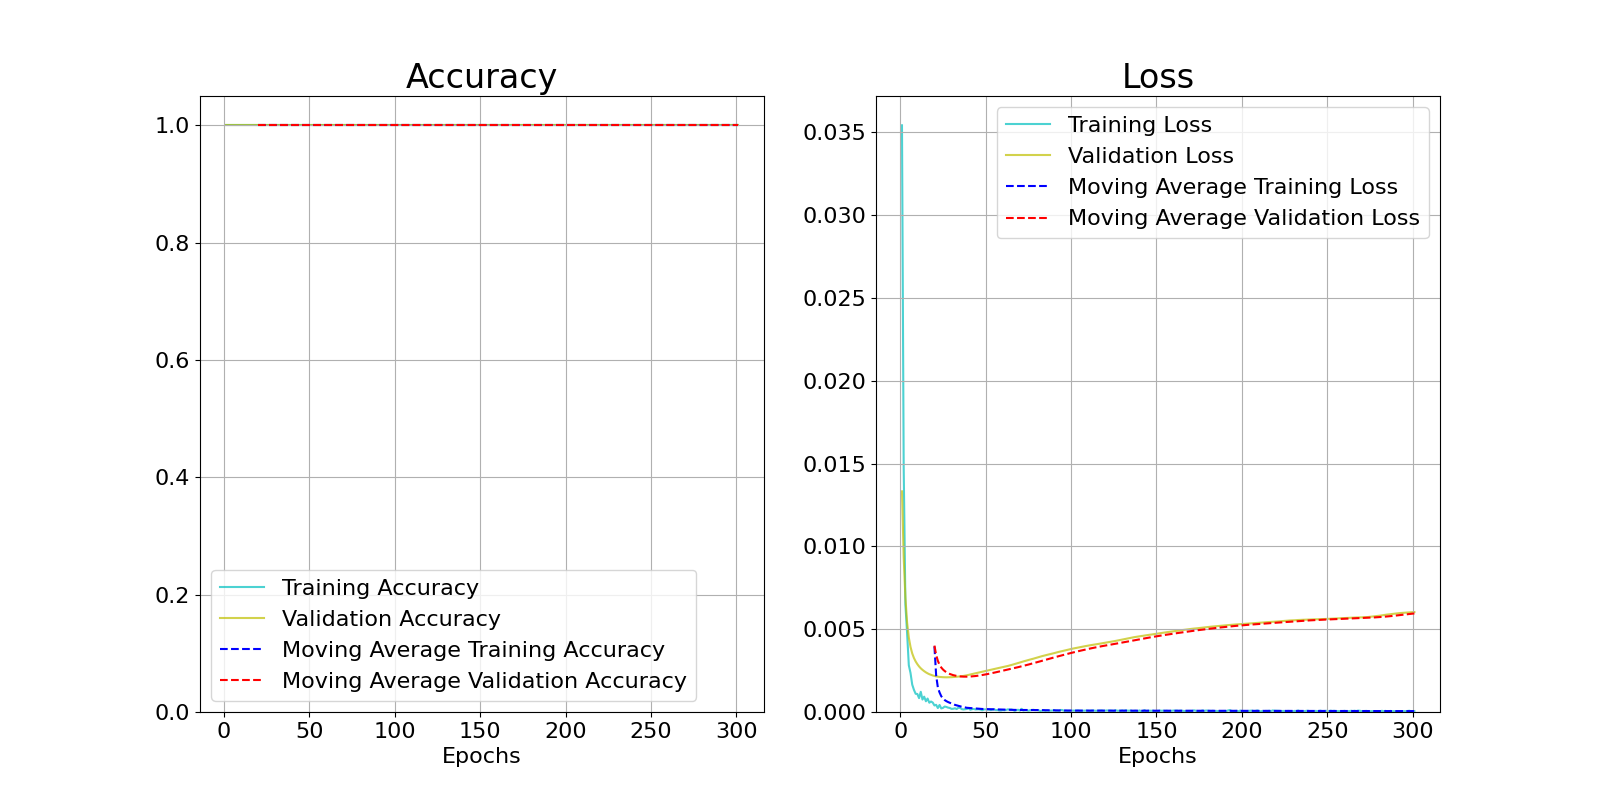 Accuracy
1.0
0.8
0.6
0.4
0.2
0.0
Training Accuracy
Validation Accuracy
Moving Average Training Accuracy
Moving Average Validation Accuracy
0 50 100 150 200 250 300
Epochs
Loss
0.035
0.030
0.025
0.020
0.015
0.010
0.005
0.000
Training Loss
Validation Loss
Moving Average Training Loss
Moving Average Validation Loss
0 50 100 150 200 250 300
Epochs